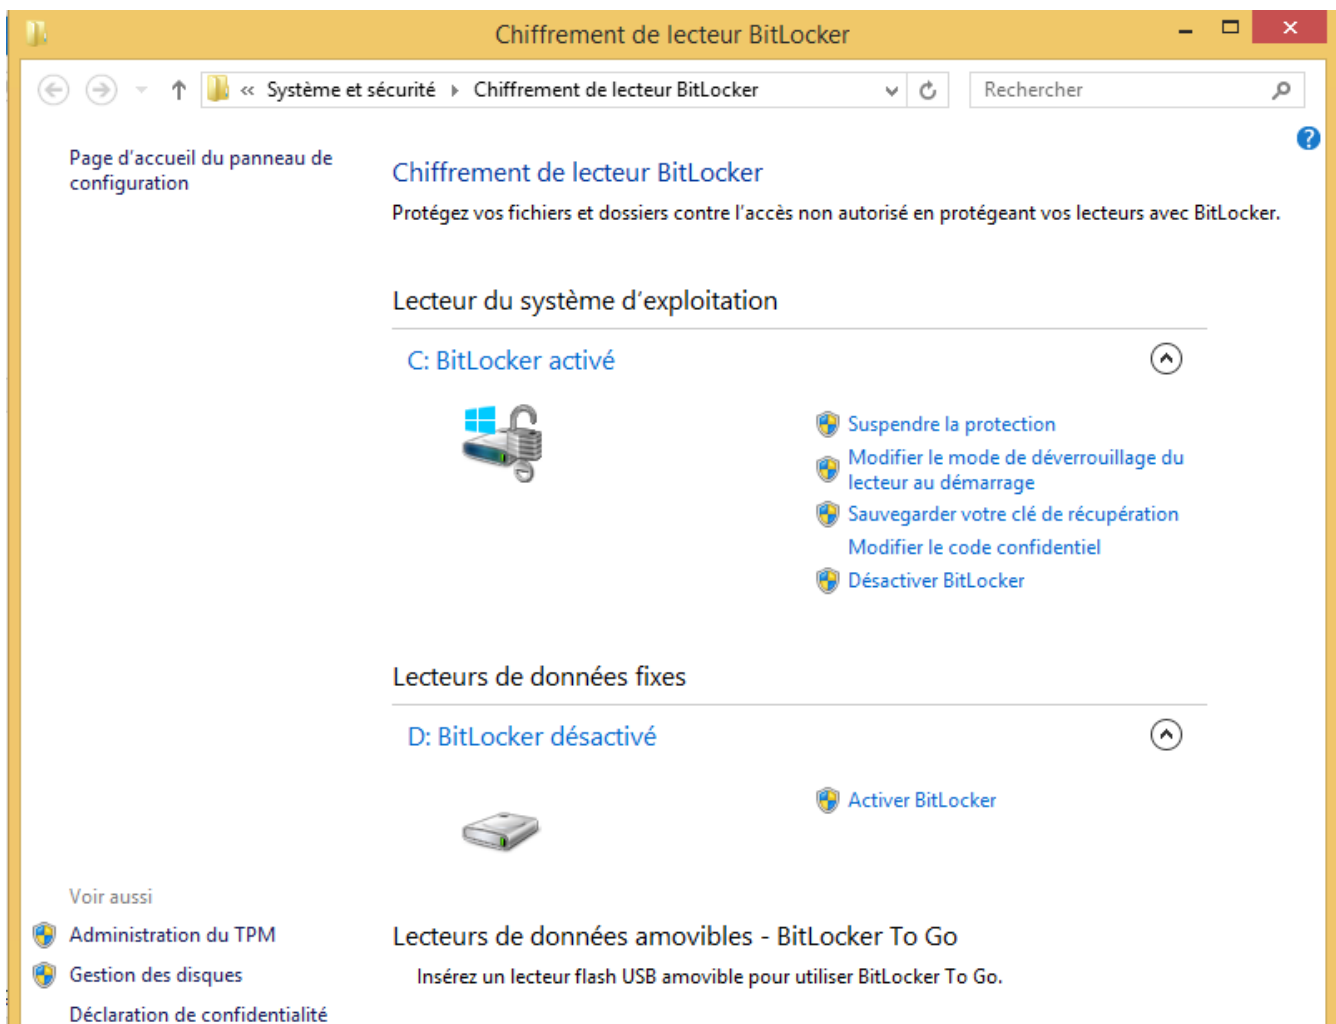 Chiffrement de lecteur BitLocker
« Système et sécurité Chiffrement de lecteur BitLocker
Rechercher
Page d'accueil du panneau de
configuration
Chiffrement de lecteur BitLocker
Protégez vos fichiers et dossiers contre l'accès non autorisé en protégeant vos lecteurs avec BitLocker.
Lecteur du système d'exploitation
C: BitLocker activé
Suspendre la protection
Modifier le mode de déverrouillage du
lecteur au démarrage
Sauvegarder votre clé de récupération
Modifier le code confidentiel
Désactiver BitLocker
Lecteurs de données fixes
D: BitLocker désactivé
Activer BitLocker
Voir aussi
Administration du TPM
Gestion des disques
Déclaration de confidentialité
Lecteurs de données amovibles - BitLocker To Go
Insérez un lecteur flash USB amovible pour utiliser BitLocker To Go.